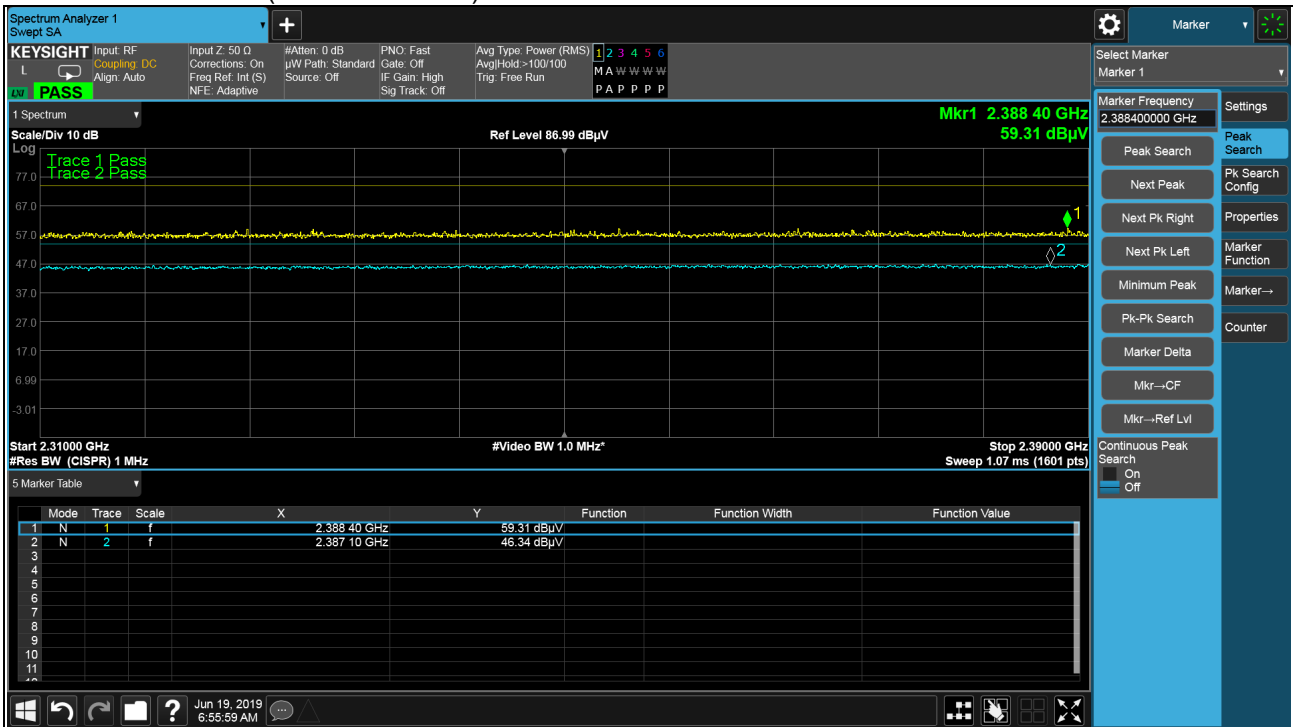 Spectrum Analyzer 1
Swept SA
Marker
KEYSIGHT
L
LXI PASS
Input: RF
Coupling: DC
Align: Auto
Input Z: 50 Ω
Corrections: On
Freq Ref: Int (S)
NFE: Adaptive
#Atten: 0 dB
µW Path: Standard
Source: Off
PNO: Fast
Gate: Off
IF Gain: High
Sig Track: Off
Avg Type: Power (RMS)
Avg|Hold:>100/100
Trig: Free Run
1 2 3 4 5 6
M A W W W W
P A P P P P
Select Marker
Marker 1
1 Spectrum
Scale/Div 10 dB
Log
Ref Level 86.99 dBµV
Mkr1 2.388 40 GHz
59.31 dBµV
Trace 1 Pass
Trace 2 Pass
77.0
67.0
57.0
47.0
37.0
27.0
17.0
6.99
-3.01
1
2
Start 2.31000 GHz
#Res BW (CISPR) 1 MHz
#Video BW 1.0 MHz*
Stop 2.39000 GHz
Sweep 1.07 ms (1601 pts)
Marker Frequency
2.388400000 GHz
Peak Search
Next Peak
Next Pk Right
Next Pk Left
Minimum Peak
Pk-Pk Search
Marker Delta
Mkr→CF
Mkr→Ref Lvl
Continuous Peak
Search
On
Off
Settings
Peak
Search
Pk Search
Config
Properties
Marker
Function
Marker→
Counter
5 Marker Table
Mode Trace Scale X Y Function Function Width Function Value
1 N 1 f 2.388 40 GHz 59.31 dBµV
2 N 2 f 2.387 10 GHz 46.34 dBµV
3
4
5
6
7
8
9
10
11
?
Jun 19, 2019
6:55:59 AM